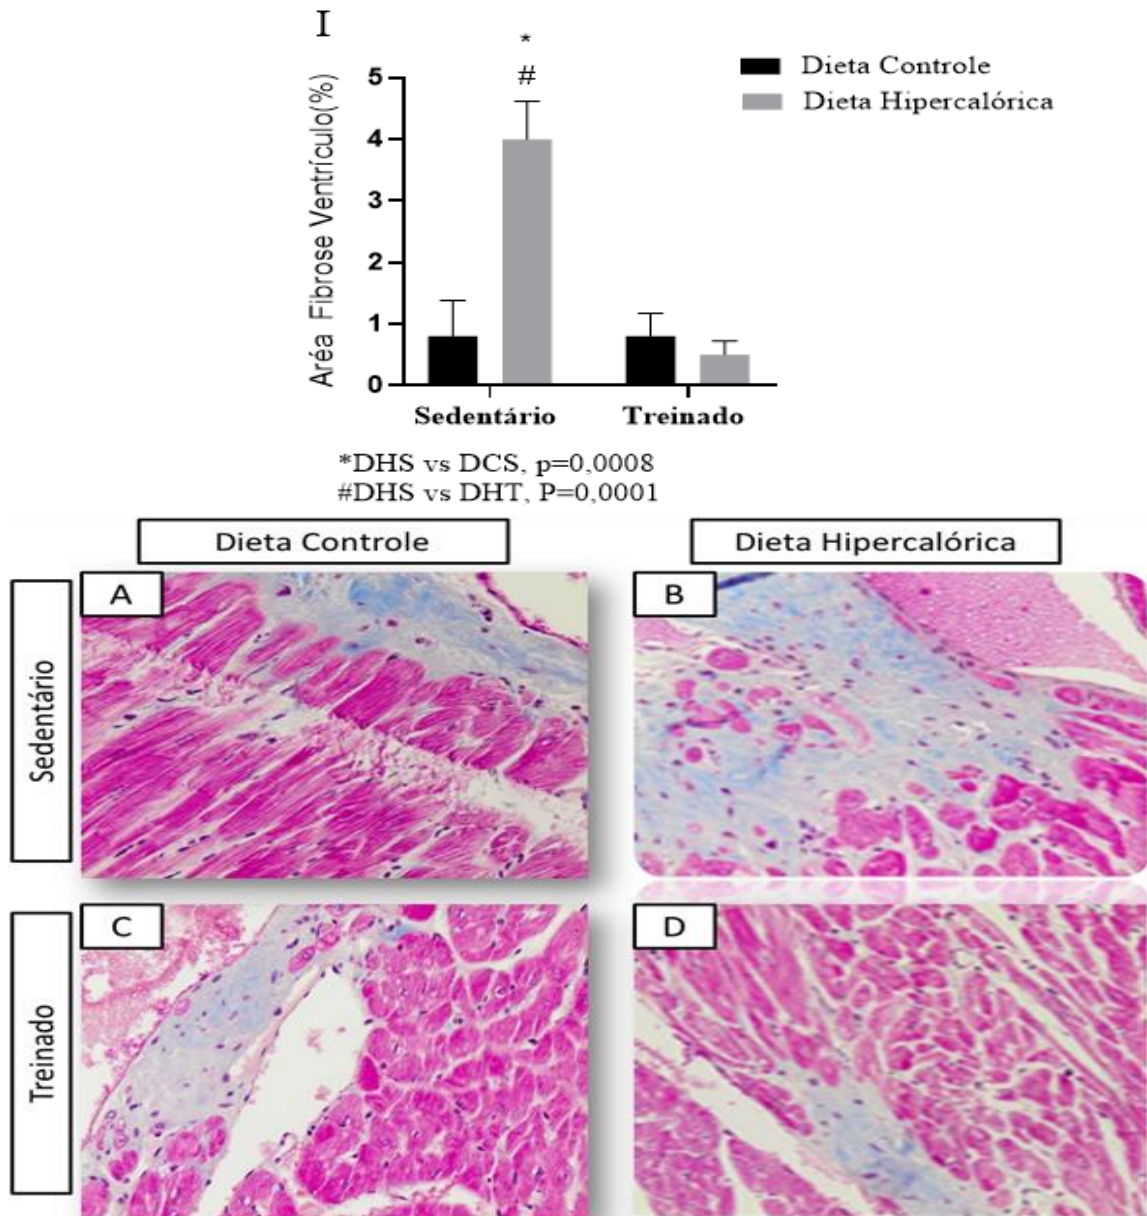 I
*
#
Aréa Fibrose Ventrículo(%)
5
4
3
2
1
0
Sedentário Treinado
Dieta Controle
Dieta Hipercalórica
*DHS vs DCS, p=0,0008
#DHS vs DHT, P=0,0001
Dieta Controle
Dieta Hipercalórica
Sedentário
A
B
Treinado
C
D